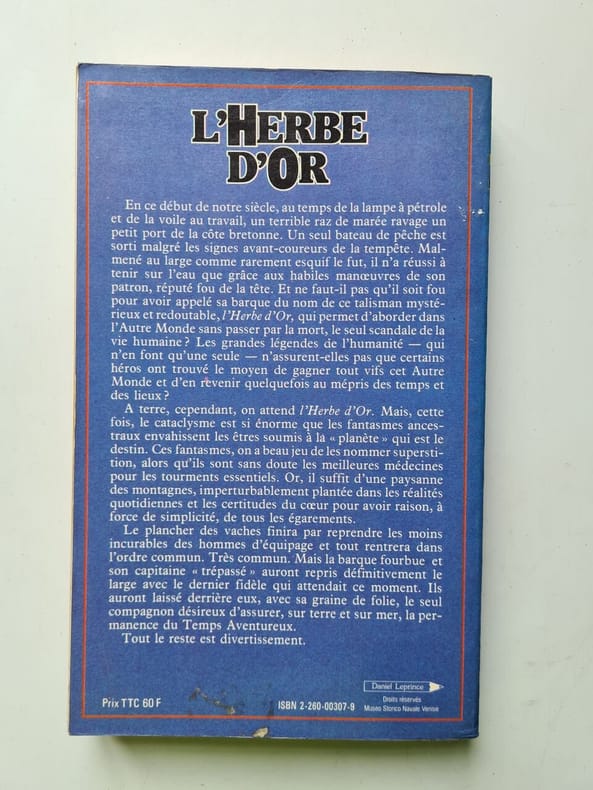 L'HERBE
D'OR
En ce début de notre siècle, au temps de la lampe à pétrole
et de la voile au travail, un terrible raz de marée ravage un
petit port de la côte bretonne. Un seul bateau de pêche est
sorti malgré les signes avant-coureurs de la tempête. Mal-
mené au large comme rarement esquif le fut, il n'a réussi à
tenir sur l'eau que grâce aux habiles manœuvres de son
patron, réputé fou de la tête. Et ne faut-il pas qu'il soit fou
pour avoir appelé sa barque du nom de ce talisman mysté-
rieux et redoutable, l'Herbe d'Or, qui permet d'aborder dans
l'Autre Monde sans passer par la mort, le seul scandale de la
vie humaine ? Les grandes légendes de l'humanité — qui
n'en font qu'une seule — n'assurent-elles pas que certains
héros ont trouvé le moyen de gagner tout vifs cet Autre
Monde et d'en revenir quelquefois au mépris des temps et
des lieux ?
A terre, cependant, on attend l'Herbe d'Or. Mais, cette
fois, le cataclysme est si énorme que les fantasmes ances-
traux envahissent les êtres soumis à la « planète » qui est le
destin. Ces fantasmes, on a beau jeu de les nommer supersti-
tion, alors qu'ils sont sans doute les meilleures médecines
pour les tourments essentiels. Or, il suffit d'une paysanne
des montagnes, imperturbablement plantée dans les réalités
quotidiennes et les certitudes du cœur pour avoir raison, à
force de simplicité, de tous les égarements.
Le plancher des vaches finira par reprendre les moins
incurables des hommes d'équipage et tout rentrera dans
l'ordre commun. Très commun. Mais la barque fourbue et
son capitaine « trépassé » auront repris définitivement le
large avec le dernier fidèle qui attendait ce moment. Ils
auront laissé derrière eux, avec sa graine de folie, le seul
compagnon désireux d'assurer, sur terre et sur mer, la per-
manence du Temps Aventureux.
Tout le reste est divertissement.
Daniel Leprince
Droits réservés
Museo Storico Navale Venise
Prix TTC 60 F
ISBN 2-260-00307-9